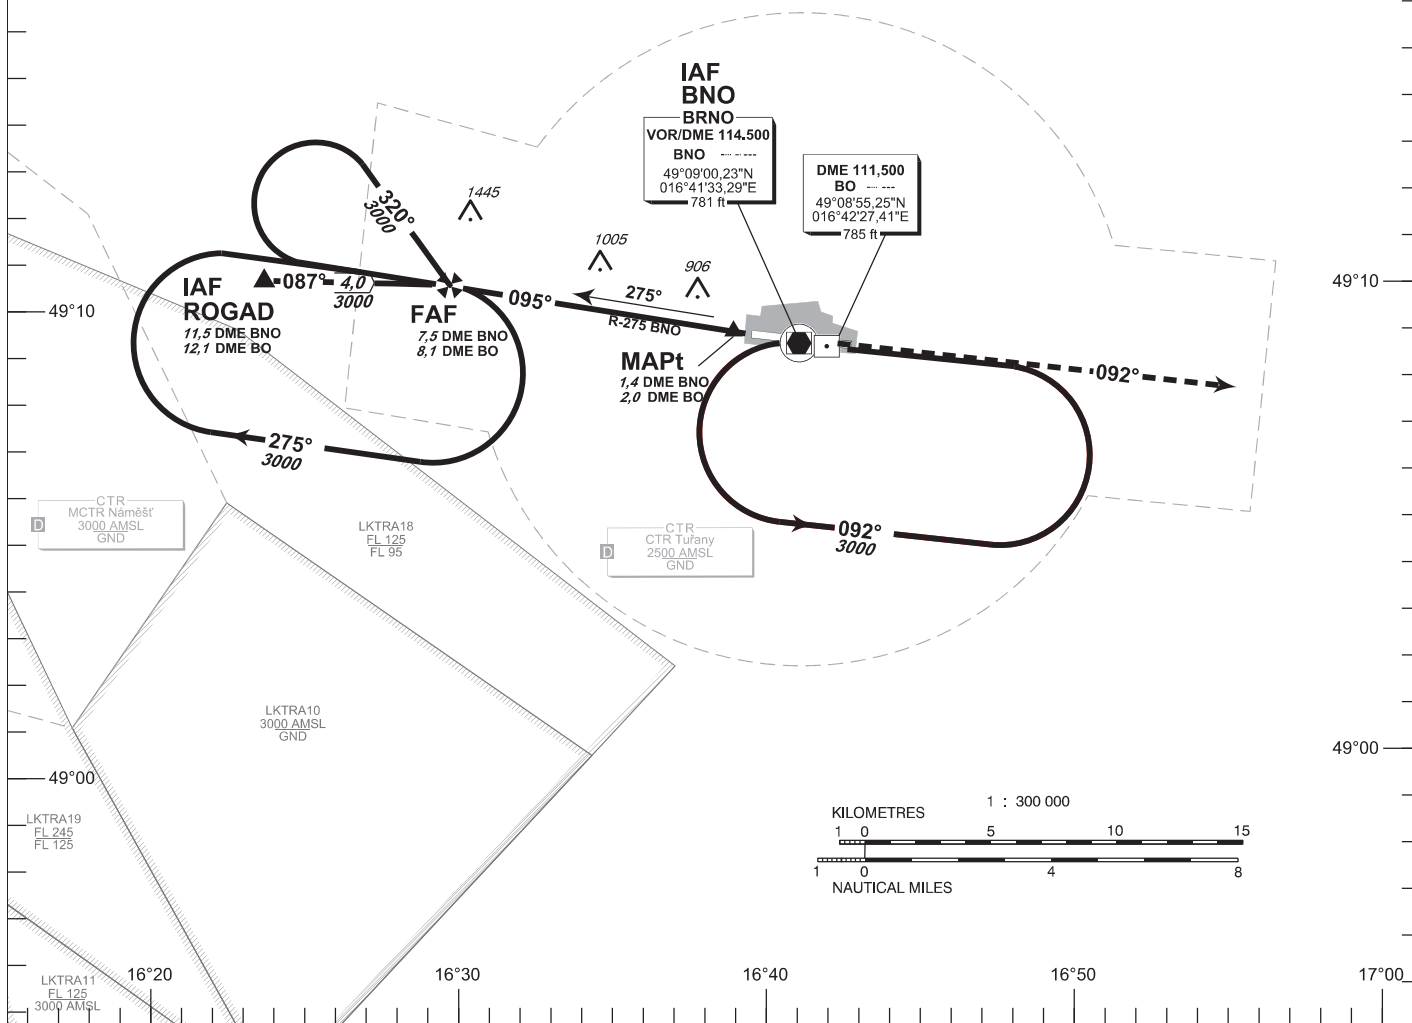 IAF
BNO
BRNO
VOR/DME 114.500
BNO
49°09'00,23"N
016°41'33,29"E
781 ft
DME 111,500
BO
49°08'55,25"N
016°42'27,41"E
785 ft
1445
320°
3000
1005
906
49°10
49°10
IAF
ROGAD
11,5 DME BNO
12,1 DME BO
087°
4,0
3000
FAF
7,5 DME BNO
8,1 DME BO
095°
275°
R-275 BNO
MAPt
1,4 DME BNO
2,0 DME BO
092°
275°
3000
092°
3000
CTR
MCTR Náměšť
3000 AMSL
GND
D
LKTRA18
FL 125
FL 95
CTR
CTR Tuřany
2500 AMSL
GND
D
LKTRA10
3000 AMSL
GND
49°00
49°00
LKTRA19
FL 245
FL 125
1 : 300 000
KILOMETRES
1 0 5 10 15
1 0 4 8
NAUTICAL MILES
LKTRA11
FL 125
3000 AMSL
16°20 16°30 16°40 16°50 17°00